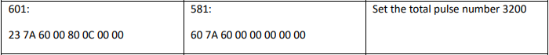 601:
23 7A 60 00 80 0C 00 00
581:
60 7A 60 00 00 00 00 00
Set the total pulse number 3200